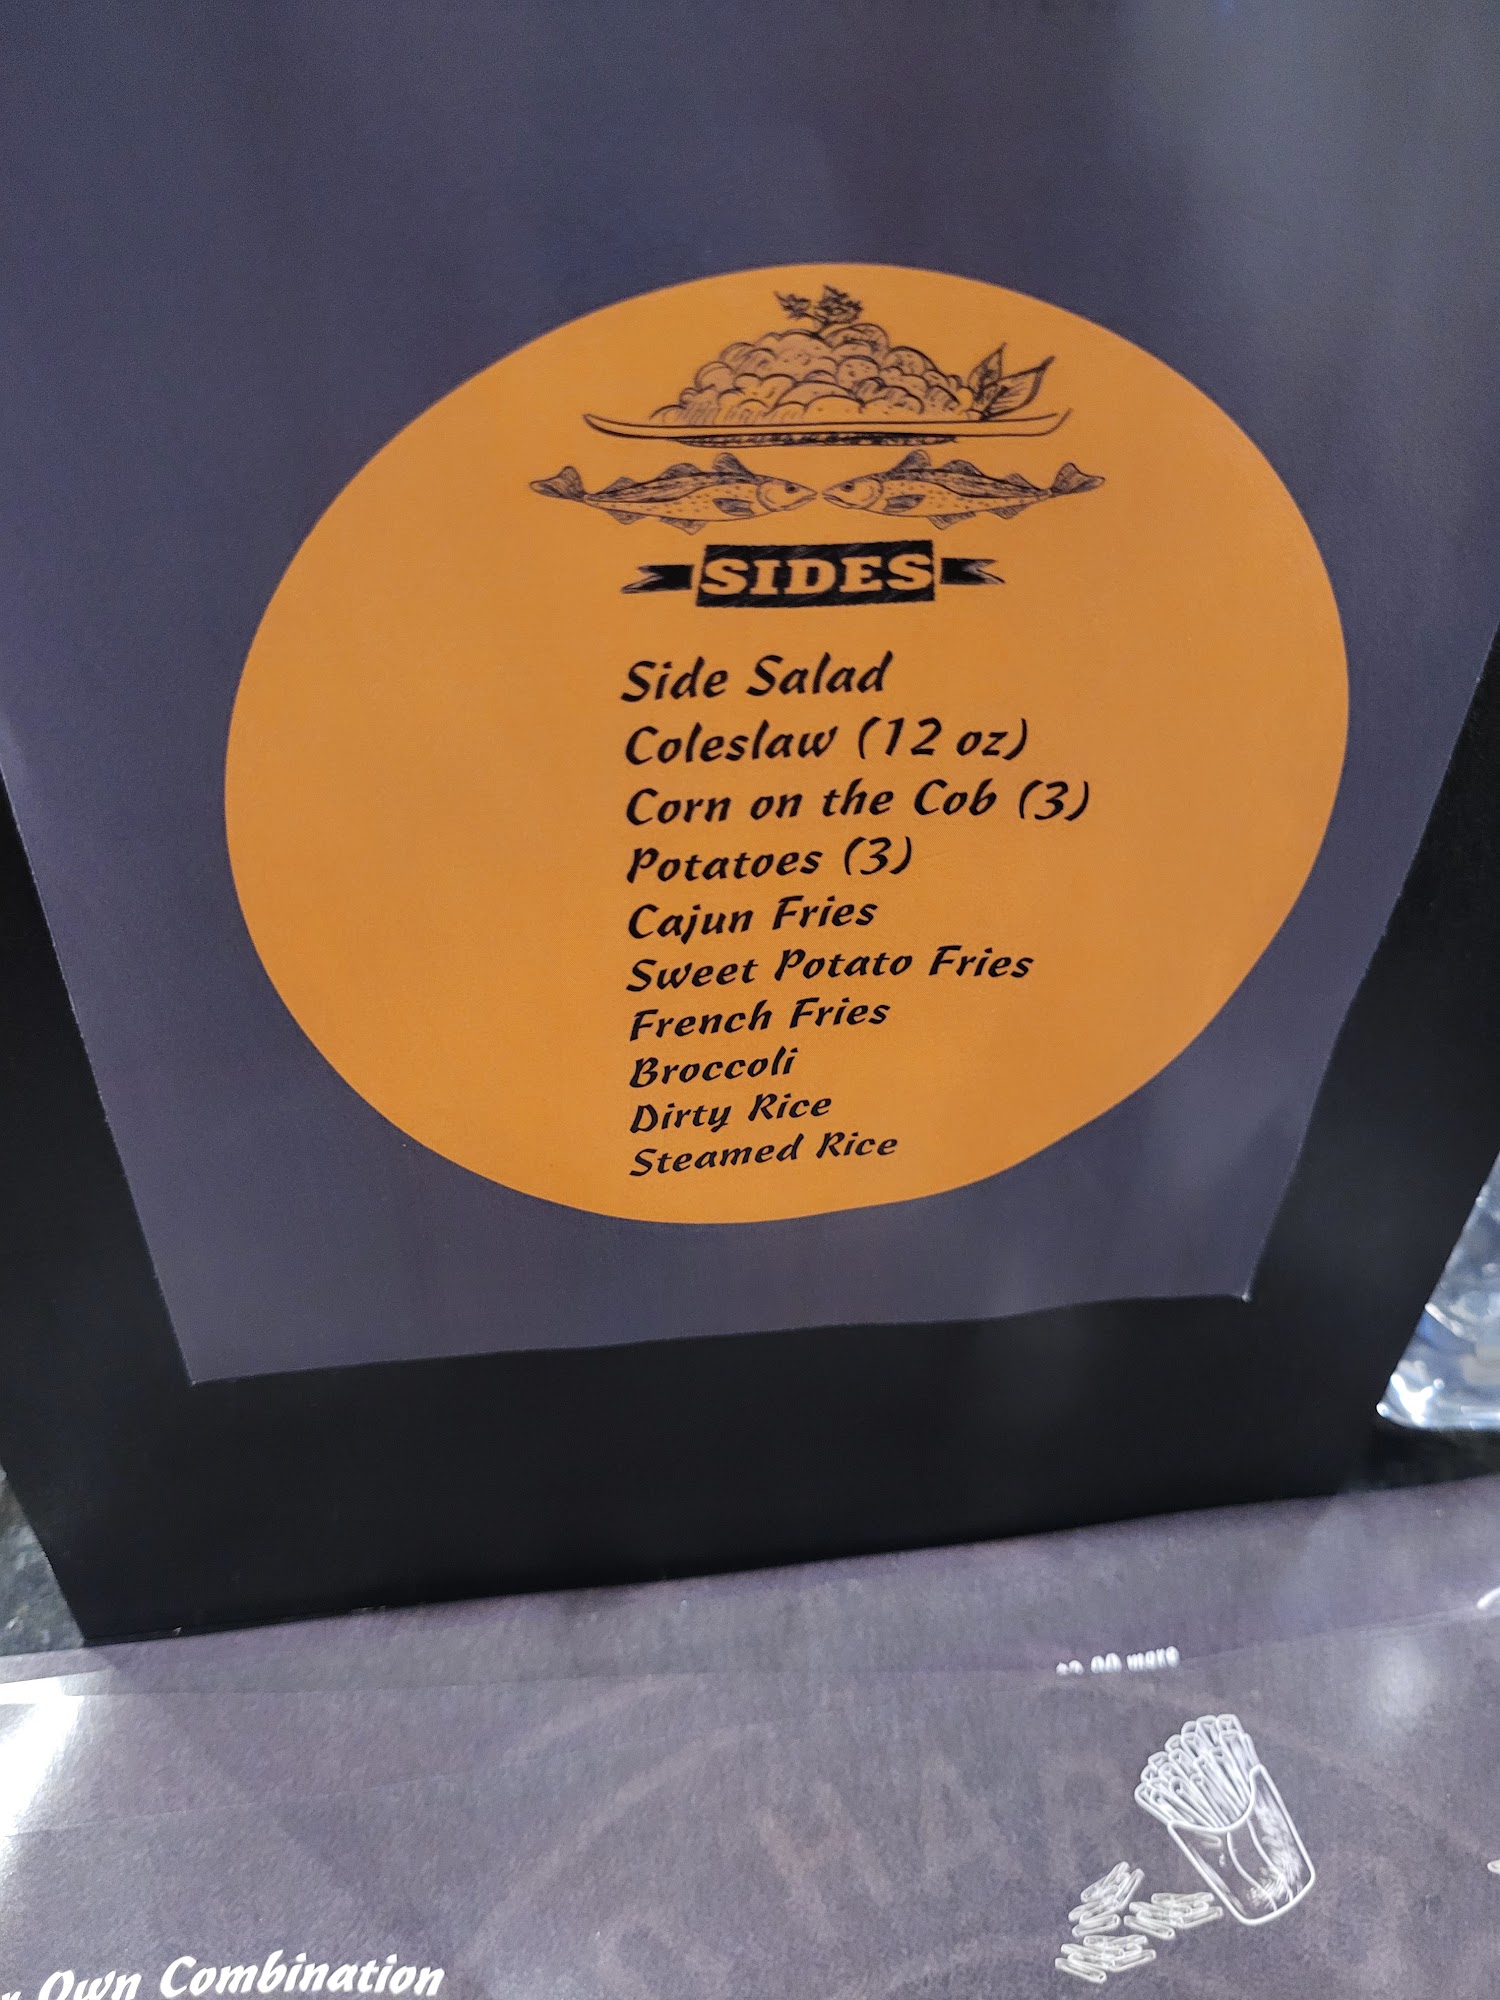 SIDES
Side Salad
Coleslaw (12 oz)
Corn on the Cob (3)
Potatoes (3)
Cajun Fries
Sweet Potato Fries
French Fries
Broccoli
Dirty Rice
Steamed Rice
more
Own Combination